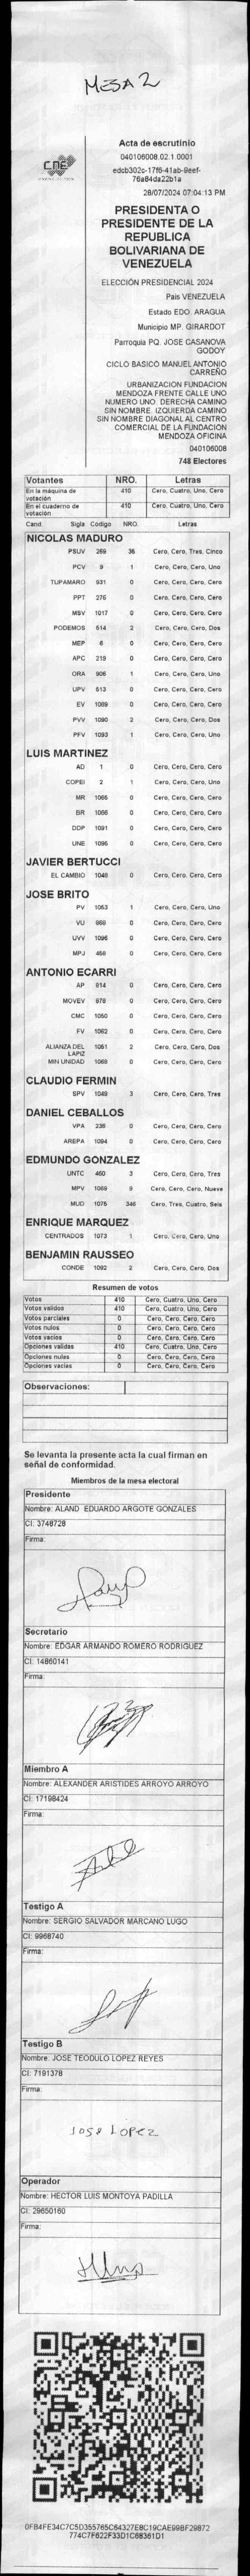 MESA 2
CNE
Acta de escrutinio
040106008.02.1.0001
edcb302c-17f6-41ab-9eef-
76a84da22b1a
28/07/2024 07:04:13 PM
PRESIDENTA O
PRESIDENTE DE LA
REPUBLICA
BOLIVARIANA DE
VENEZUELA
ELECCIÓN PRESIDENCIAL 2024
Pais VENEZUELA
Estado EDO. ARAGUA
Municipio MP. GIRARDOT
Parroquia PQ. JOSE CASANOVA
GODOY
CICLO BASICO MANUEL ANTONIO
CARREÑO
URBANIZACION FUNDACION
MENDOZA FRENTE CALLE UNO
NUMERO UNO. DERECHA CAMINO
SIN NOMBRE. IZQUIERDA CAMINO
SIN NOMBRE DIAGONAL AL CENTRO
COMERCIAL DE LA FUNDACION
MENDOZA OFICINA
040106008
748 Electores
Votantes NRO. Letras
En la máquina de votación 410 Cero, Cuatro, Uno, Cero
En el cuaderno de votación 410 Cero, Cuatro, Uno, Cero
Cand. Sigla Codigo NRO. Letras
NICOLAS MADURO
PSUV 269 35 Cero, Cero, Tres, Cinco
PCV 9 1 Cero, Cero, Cero, Uno
TUPAMARO 931 0 Cero, Cero, Cero, Cero
PPT 276 0 Cero, Cero, Cero, Cero
MSV 1017 0 Cero, Cero, Cero, Cero
PODEMOS 514 2 Cero, Cero, Cero, Dos
MEP 6 0 Cero, Cero, Cero, Cero
APC 219 0 Cero, Cero, Cero, Cero
ORA 906 1 Cero, Cero, Cero, Uno
UPV 513 0 Cero, Cero, Cero, Cero
EV 1089 0 Cero, Cero, Cero, Cero
PVV 1090 2 Cero, Cero, Cero, Dos
PFV 1093 1 Cero, Cero, Cero, Uno
LUIS MARTINEZ
AD 1 0 Cero, Cero, Cero, Cero
COPEI 2 1 Cero, Cero, Cero, Uno
MR 1065 0 Cero, Cero, Cero, Cero
BR 1066 0 Cero, Cero, Cero, Cero
DDP 1091 0 Cero, Cero, Cero, Cero
UNE 1095 0 Cero, Cero, Cero, Cero
JAVIER BERTUCCI
EL CAMBIO 1048 0 Cero, Cero, Cero, Cero
JOSE BRITO
PV 1053 1 Cero, Cero, Cero, Uno
VU 969 0 Cero, Cero, Cero, Cero
UVV 1096 0 Cero, Cero, Cero, Cero
MPJ 458 0 Cero, Cero, Cero, Cero
ANTONIO ECARRI
AP 914 0 Cero, Cero, Cero, Cero
MOVEV 978 0 Cero, Cero, Cero, Cero
CMC 1050 0 Cero, Cero, Cero, Cero
FV 1062 0 Cero, Cero, Cero, Cero
ALIANZA DEL LAPIZ 1051 2 Cero, Cero, Cero, Dos
MIN UNIDAD 1068 0 Cero, Cero, Cero, Cero
CLAUDIO FERMIN
SPV 1049 3 Cero, Cero, Cero, Tres
DANIEL CEBALLOS
VPA 236 0 Cero, Cero, Cero, Cero
AREPA 1094 0 Cero, Cero, Cero, Cero
EDMUNDO GONZALEZ
UNTC 460 3 Cero, Cero, Cero, Tres
MPV 1069 9 Cero, Cero, Cero, Nueve
MUD 1075 346 Cero, Tres, Cuatro, Seis
ENRIQUE MARQUEZ
CENTRADOS 1073 1 Cero, Cero, Cero, Uno
BENJAMIN RAUSSEO
CONDE 1092 2 Cero, Cero, Cero, Dos
Resumen de votos
Votos 410 Cero, Cuatro, Uno, Cero
Votos validos 410 Cero, Cuatro, Uno, Cero
Votos parciales 0 Cero, Cero, Cero, Cero
Votos nulos 0 Cero, Cero, Cero, Cero
Votos vacios 0 Cero, Cero, Cero, Cero
Opciones validas 410 Cero, Cuatro, Uno, Cero
Opciones nulas 0 Cero, Cero, Cero, Cero
Opciones vacias 0 Cero, Cero, Cero, Cero
Observaciones:
Se levanta la presente acta la cual firman en
señal de conformidad.
Miembros de la mesa electoral
Presidente
Nombre: ALAND EDUARDO ARGOTE GONZALES
CI: 3748728
Firma:
Secretario
Nombre: EDGAR ARMANDO ROMERO RODRIGUEZ
CI: 14860141
Firma:
Miembro A
Nombre: ALEXANDER ARISTIDES ARROYO ARROYO
CI: 17198424
Firma:
Testigo A
Nombre: SERGIO SALVADOR MARCANO LUGO
CI: 9968740
Firma:
Testigo B
Nombre: JOSE TEODULO LOPEZ REYES
CI: 7191378
Firma:
JOSE LOPEZ
Operador
Nombre: HECTOR LUIS MONTOYA PADILLA
CI: 29650160
Firma:
0FB4FE34C7C5D355765C64327E8C19CAE99BF29872
774C7F622F33D1C68361D1